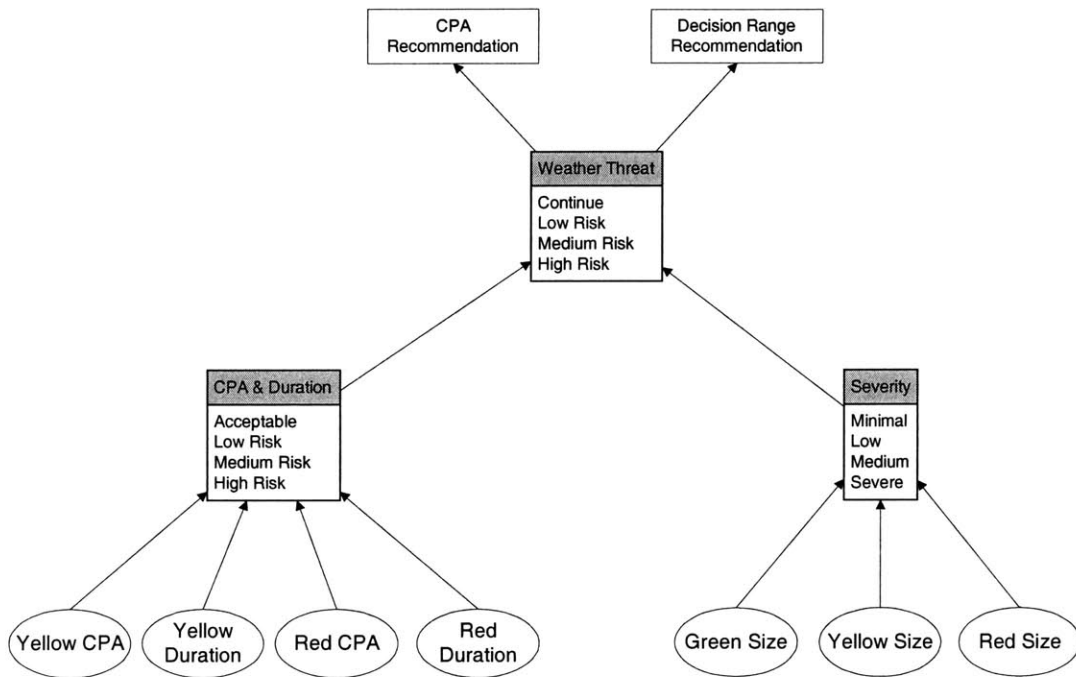 CPA
Recommendation
Decision Range
Recommendation
Weather Threat
Continue
Low Risk
Medium Risk
High Risk
CPA & Duration
Acceptable
Low Risk
Medium Risk
High Risk
Severity
Minimal
Low
Medium
Severe
Yellow CPA
Yellow
Duration
Red CPA
Red
Duration
Green Size
Yellow Size
Red Size